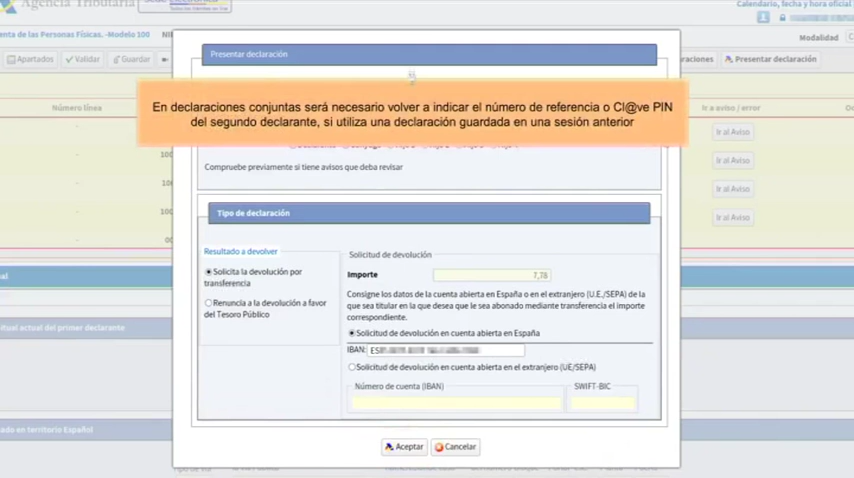 Agencia Tributaria
Calendario, fecha y hora oficial
enta de las Personas Físicas. -Modelo 100
Modalidad
Apartados
Validar
Guardar
Presentar declaración
raciones
Presentar declaración
En declaraciones conjuntas será necesario volver a indicar el número de referencia o Cl@ve PIN
del segundo declarante, si utiliza una declaración guardada en una sesión anterior
Número línea
Ir a aviso / error
Ir al Aviso
Ir al Aviso
Ir al Aviso
Ir al Aviso
Compruebe previamente si tiene avisos que deba revisar
Tipo de declaración
Resultado a devolver
Solicita la devolución por
transferencia
Renuncia a la devolución a favor
del Tesoro Público
Solicitud de devolución
Importe
7,78
Consigne los datos de la cuenta abierta en España o en el extranjero (U.E./SEPA) de la
que sea titular en la que desea que le sea abonado mediante transferencia el importe
correspondiente.
Solicitud de devolución en cuenta abierta en España
IBAN:
Solicitud de devolución en cuenta abierta en el extranjero (UE/SEPA)
Número de cuenta (IBAN)
SWIFT-BIC
itual actual del primer declarante
ado en territorio Español
Aceptar
Cancelar